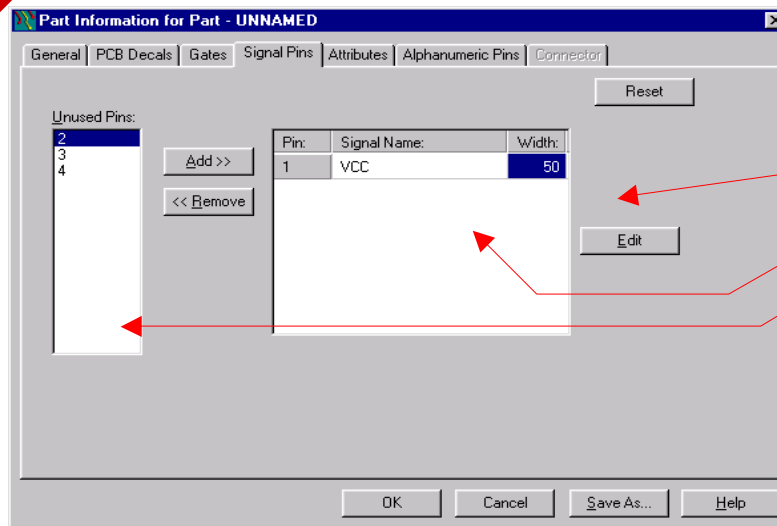 Part Information for Part - UNNAMED
General PCB Decals Gates Signal Pins Attributes Alphanumeric Pins Connector
Reset
Unused Pins:
2
3
4
Add >>
<< Remove
Pin: Signal Name: Width:
1 VCC 50
Edit
OK Cancel Save As... Help